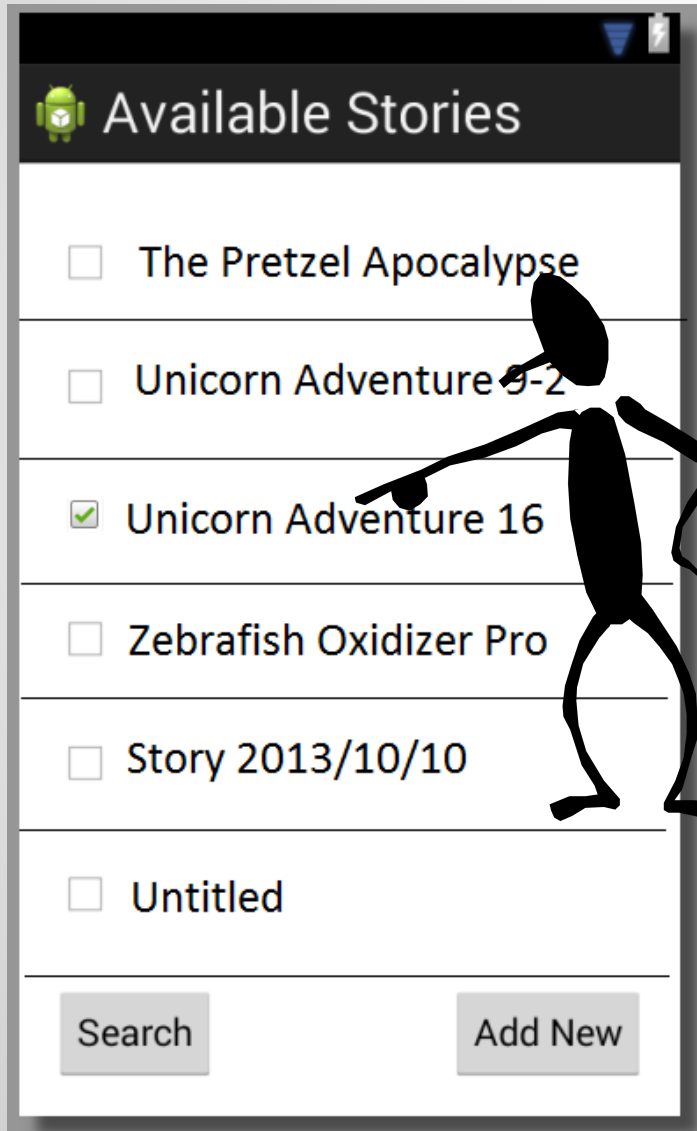 Available Stories
The Pretzel Apocalypse
Unicorn Adventure 9-2
Unicorn Adventure 16
Zebrafish Oxidizer Pro
Story 2013/10/10
Untitled
Search
Add New